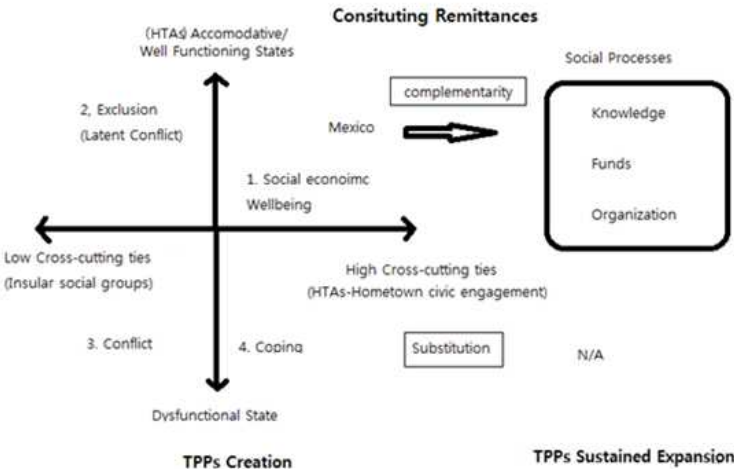 Consituting Remittances
(HTAs) Accomodative/
Well Functioning States
Social Processes
complementarity
2, Exclusion
(Latent Conflict)
Mexico
Knowledge
Funds
Organization
1. Social econoimc
Wellbeing
Low Cross-cutting ties
(Insular social groups)
High Cross-cutting ties
(HTAs-Hometown civic engagement)
3. Conflict
4. Coping
Substitution
N/A
Dysfunctional State
TPPs Creation
TPPs Sustained Expansion